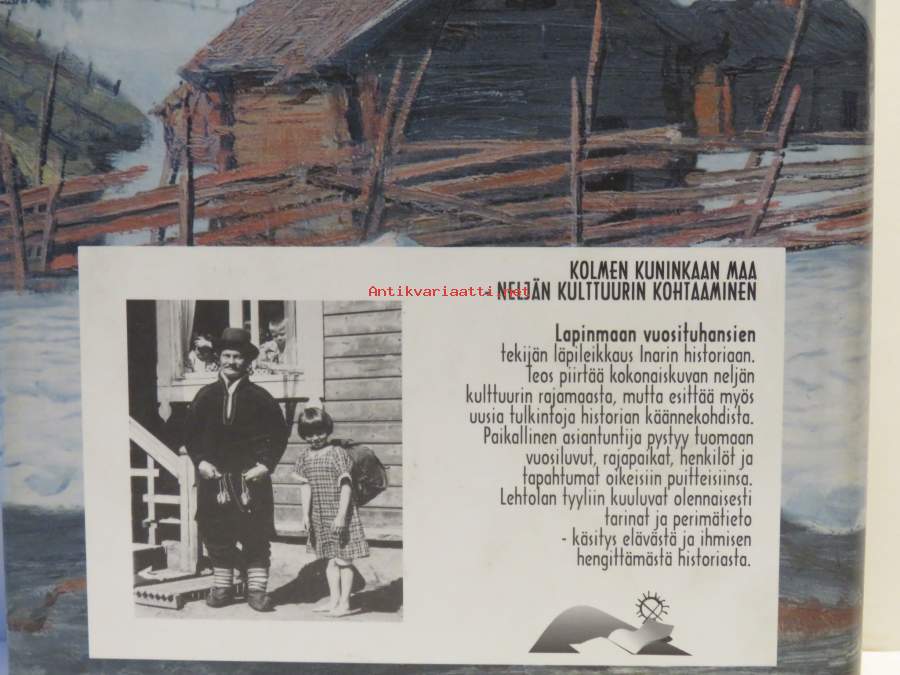 KOLMEN KUNINKAAN MAA
Antikvariaatti.net
- NELJÄN KULTTUURIN KOHTAAMINEN
Lapinmaan vuosituhansien
tekijän läpileikkaus Inarin historiaan.
Teos piirtää kokonaiskuvan neljän
kulttuurin rajamaasta, mutta esittää myös
uusia tulkintoja historian käännekohdista.
Paikallinen asiantuntija pystyy tuomaan
vuosiluvut, rajapaikat, henkilöt ja
tapahtumat oikeisiin puitteisiinsa.
Lehtolan tyyliin kuuluvat olennaisesti
tarinat ja perimätieto
- käsitys elävästä ja ihmisen
hengittämästä historiasta.